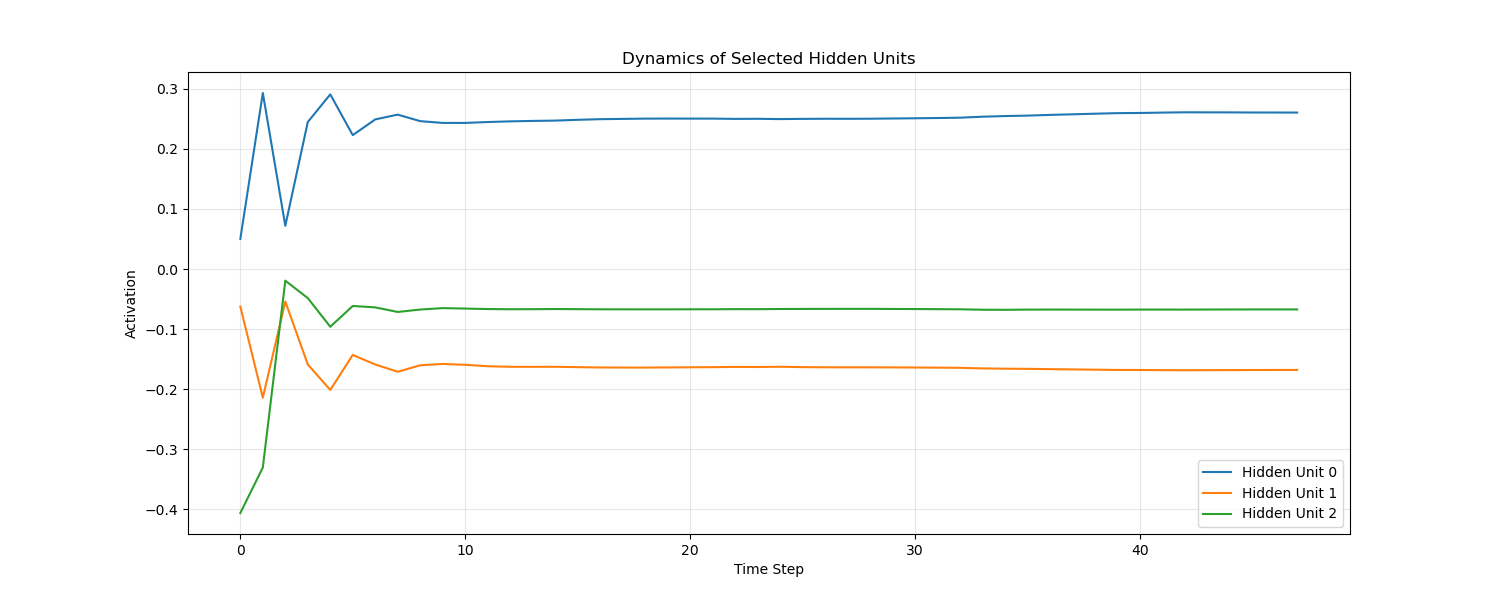 Dynamics of Selected Hidden Units
0.3
0.2
0.1
0.0
−0.1
−0.2
−0.3
−0.4
Activation
0 10 20 30 40
Time Step
Hidden Unit 0
Hidden Unit 1
Hidden Unit 2